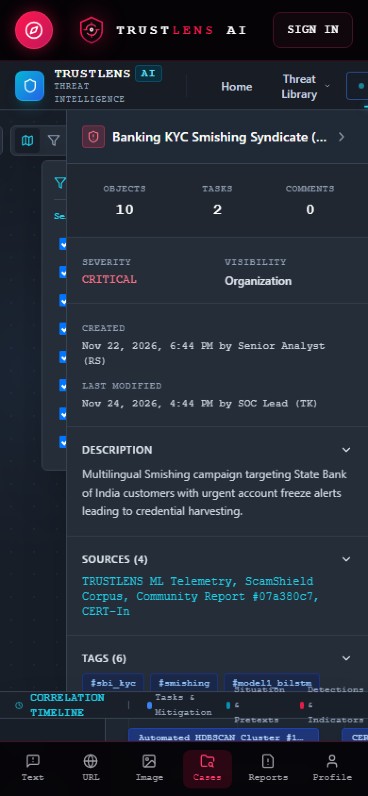 TRUSTLENS AI
SIGN IN
TRUSTLENS AI
THREAT
INTELLIGENCE
Home
Threat
Library
Banking KYC Smishing Syndicate (...
OBJECTS
TASKS
COMMENTS
10
2
0
SEVERITY
VISIBILITY
CRITICAL
Organization
CREATED
Nov 22, 2026, 6:44 PM by Senior Analyst
(RS)
LAST MODIFIED
Nov 24, 2026, 4:44 PM by SOC Lead (TK)
DESCRIPTION
Multilingual Smishing campaign targeting State Bank
of India customers with urgent account freeze alerts
leading to credential harvesting.
SOURCES (4)
TRUSTLENS ML Telemetry, ScamShield
Corpus, Community Report #07a380c7,
CERT-In
TAGS (6)
#sbi_kyc
#smishing
#model1_bilstm
CORRELATION
TIMELINE
Tasks &
Mitigation
Situation
&
Pretexts
Detections
&
Indicators
Automated HDBSCAN Cluster #1...
CER
Text
URL
Image
Cases
Reports
Profile